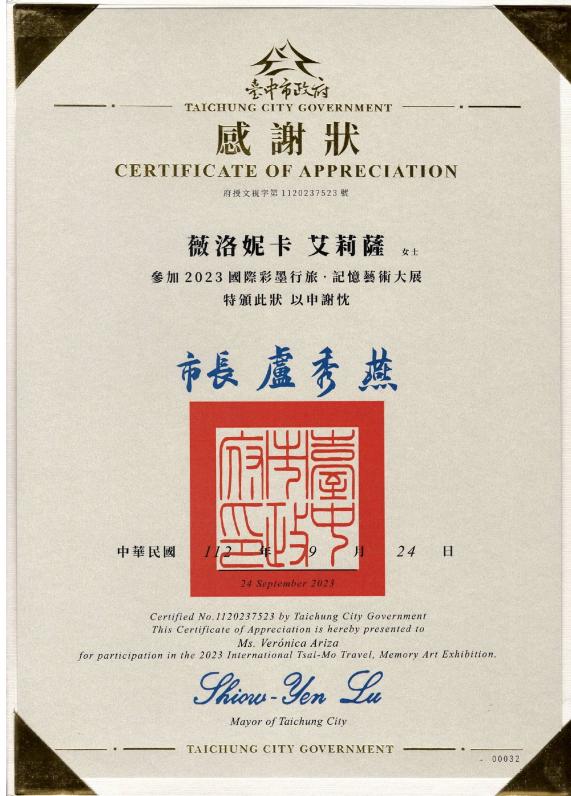 臺中市政府
TAICHUNG CITY GOVERNMENT
感謝狀
CERTIFICATE OF APPRECIATION
府授文視字第1120237523號
薇洛妮卡 艾莉薩 女士
參加2023國際彩墨行旅·記憶藝術大展
特頒此狀 以申謝忱
市長 盧秀燕
臺中市政府印
中華民國 112 年 9 月 24 日
24 September 2023
Certified No.1120237523 by Taichung City Government
This Certificate of Appreciation is hereby presented to
Ms. Verónica Ariza
for participation in the 2023 International Tsai-Mo Travel, Memory Art Exhibition.
Shiow-Yen Lu
Mayor of Taichung City
TAICHUNG CITY GOVERNMENT
- 00032